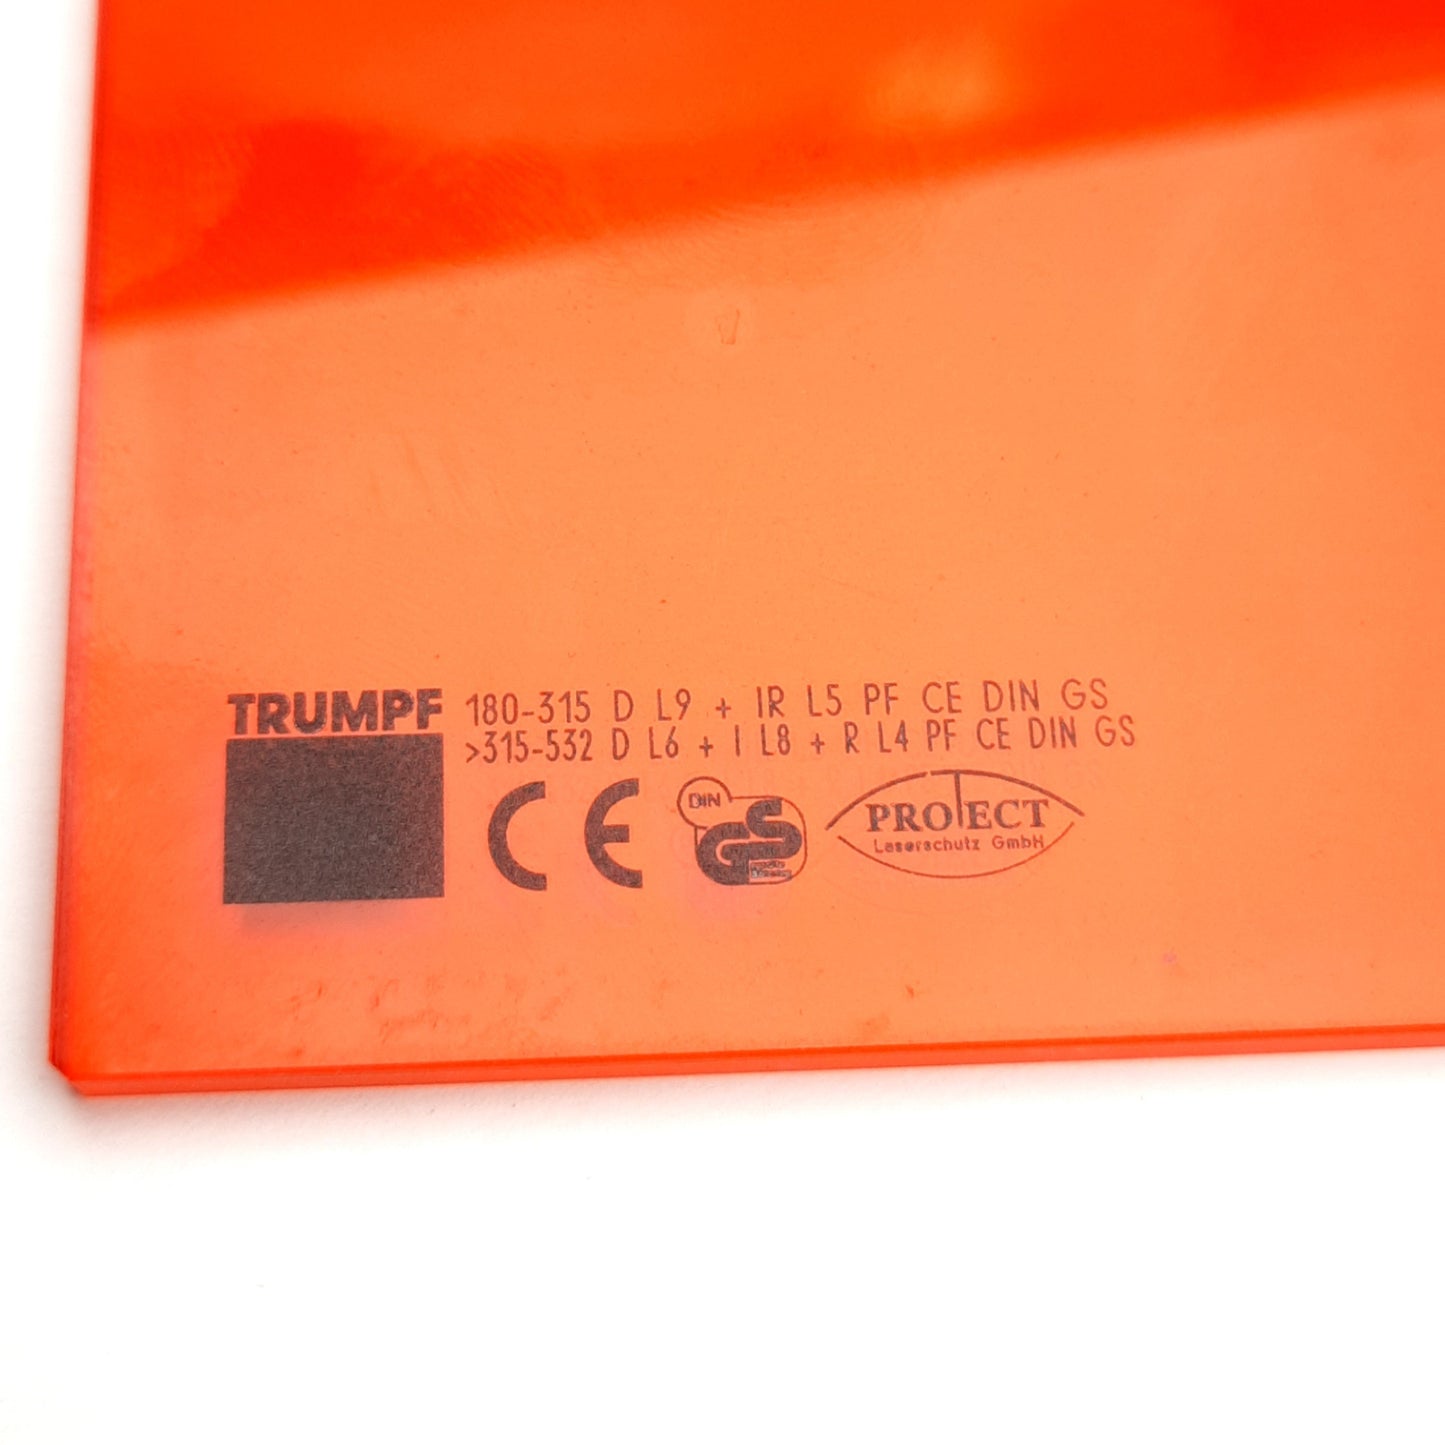 TRUMPF 180-315 D L9 + IR L5 PF CE DIN GS
>315-532 D L6 + I L8 + R L4 PF CE DIN GS
CE DIN GS PROTECT
Laserschutz GmbH